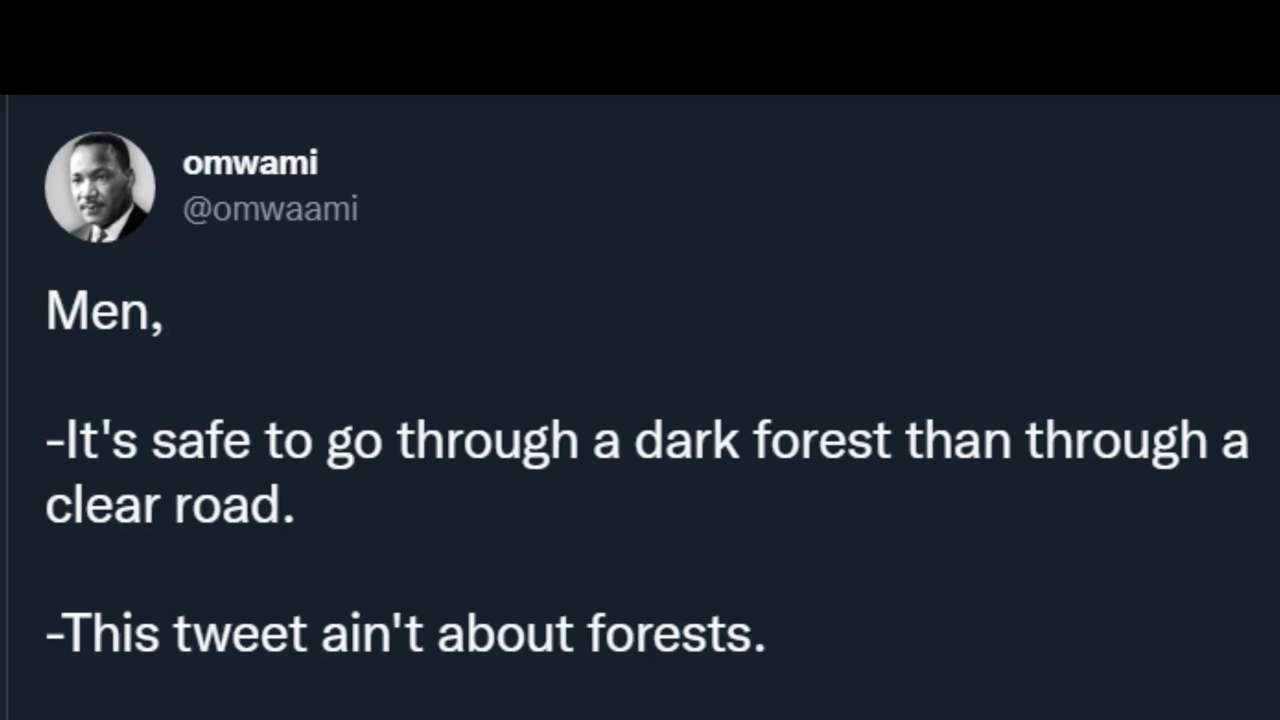 omwami
@omwaami
Men,
-It's safe to go through a dark forest than through a
clear road.
-This tweet ain't about forests.